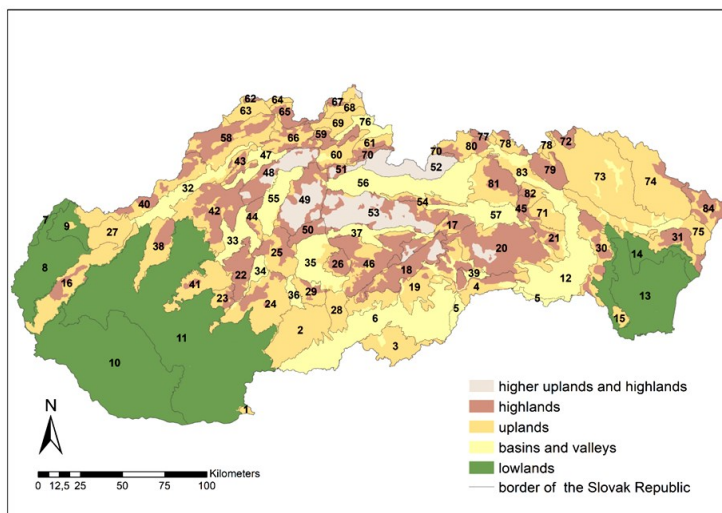 62 64
63 65 67 68
58 66 59 69 76
77 78 78 72
70 80
61 70 52
43 47 60
48 51 56
83 79 73 74
32 81
40 42 55 49 53 54
82 45 71
84
7 9 27 38 44 50 37 17 57
75
33 25 20 21 30 31
8 16 22 34 35 26 46 18 39 14
41 23 24 36 29 19 4 12
28 5 5 13
2 6 15
10 11 3
1
N
Kilometers
0 12,5 25 50 75 100
higher uplands and highlands
highlands
uplands
basins and valleys
lowlands
border of the Slovak Republic